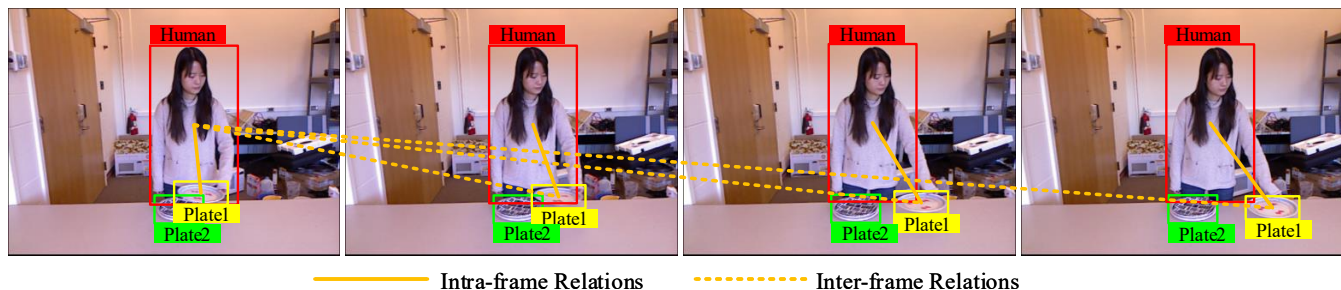 Human
Plate1
Plate2
Human
Plate1
Plate2
Human
Plate2
Plate1
Human
Plate2
Plate1
Intra-frame Relations
Inter-frame Relations